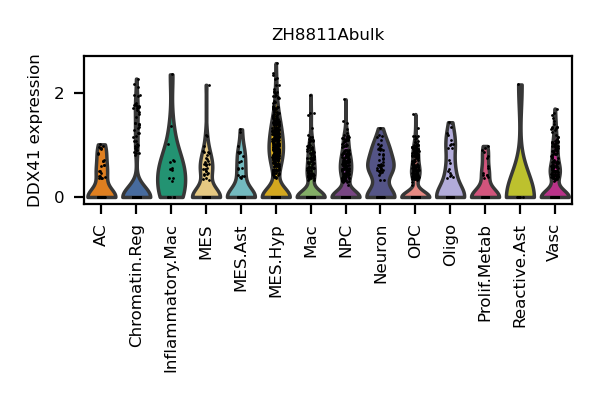 ZH8811Abulk
DDX41 expression
2
0
AC
Chromatin.Reg
Inflammatory.Mac
MES
MES.Ast
MES.Hyp
Mac
NPC
Neuron
OPC
Oligo
Prolif.Metab
Reactive.Ast
Vasc